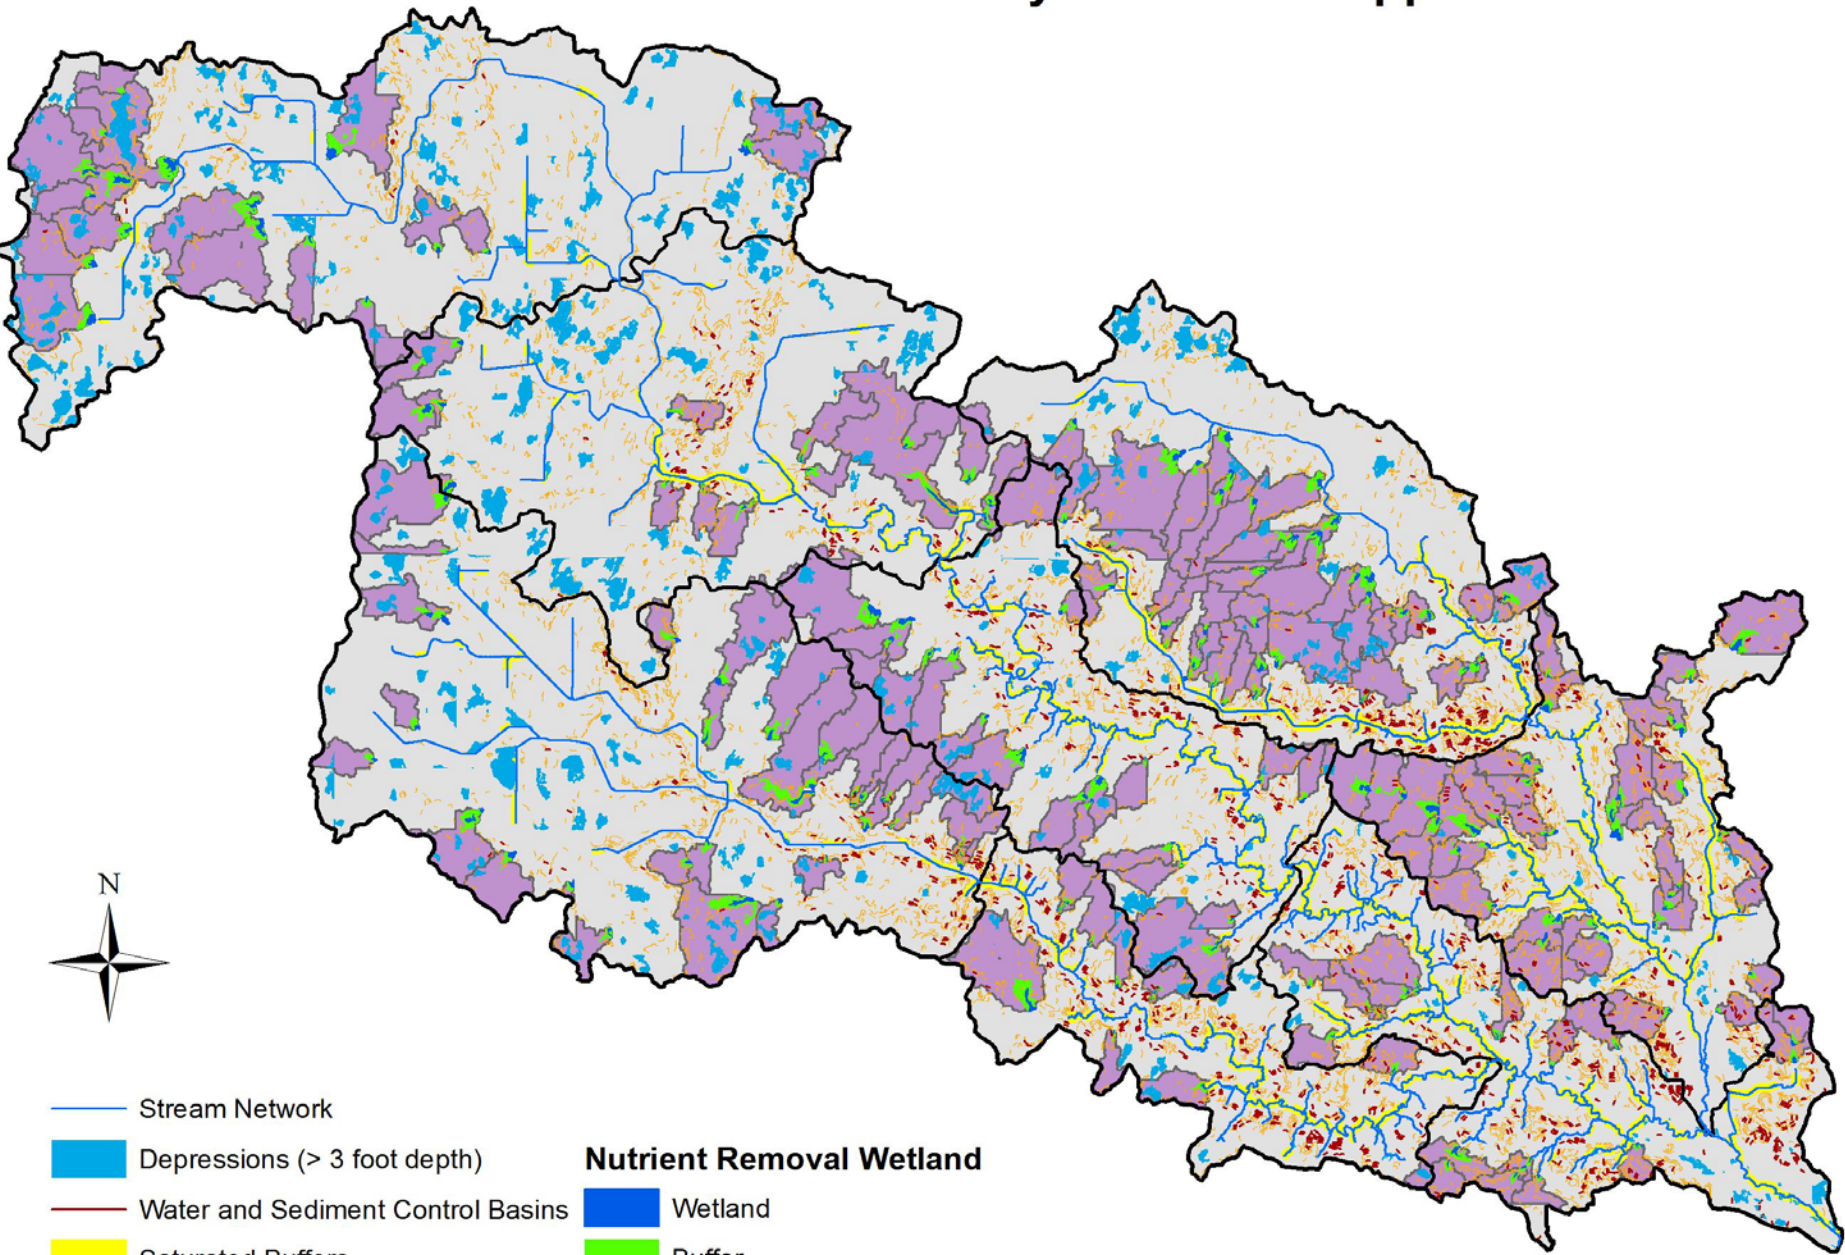 N
Stream Network
Depressions (> 3 foot depth)
Water and Sediment Control Basins
Nutrient Removal Wetland
Wetland